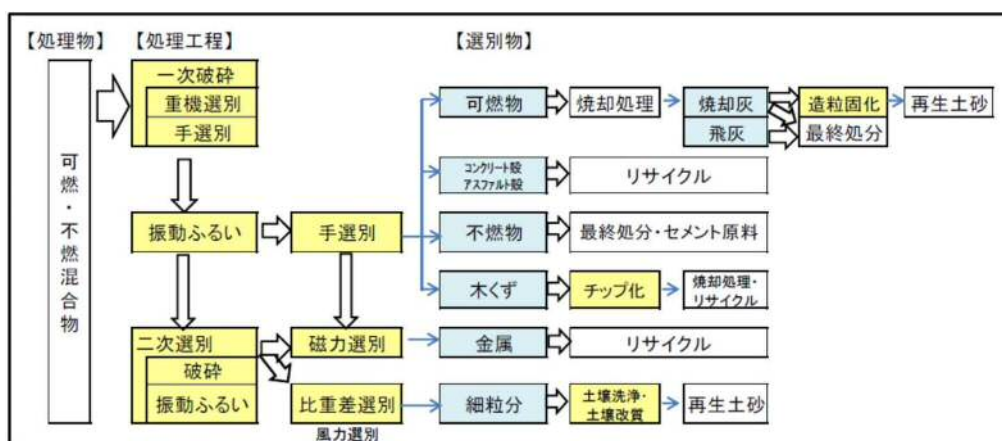 【処理物】
【処理工程】
【選別物】
可燃・不燃混合物
一次破砕
重機選別
手選別
可燃物
焼却処理
焼却灰
飛灰
造粒固化
最終処分
再生土砂
コンクリート殻
アスファルト殻
リサイクル
振動ふるい
手選別
不燃物
最終処分・セメント原料
木くず
チップ化
焼却処理・
リサイクル
二次選別
破砕
振動ふるい
磁力選別
金属
リサイクル
比重差選別
風力選別
細粒分
土壌洗浄・
土壌改質
再生土砂